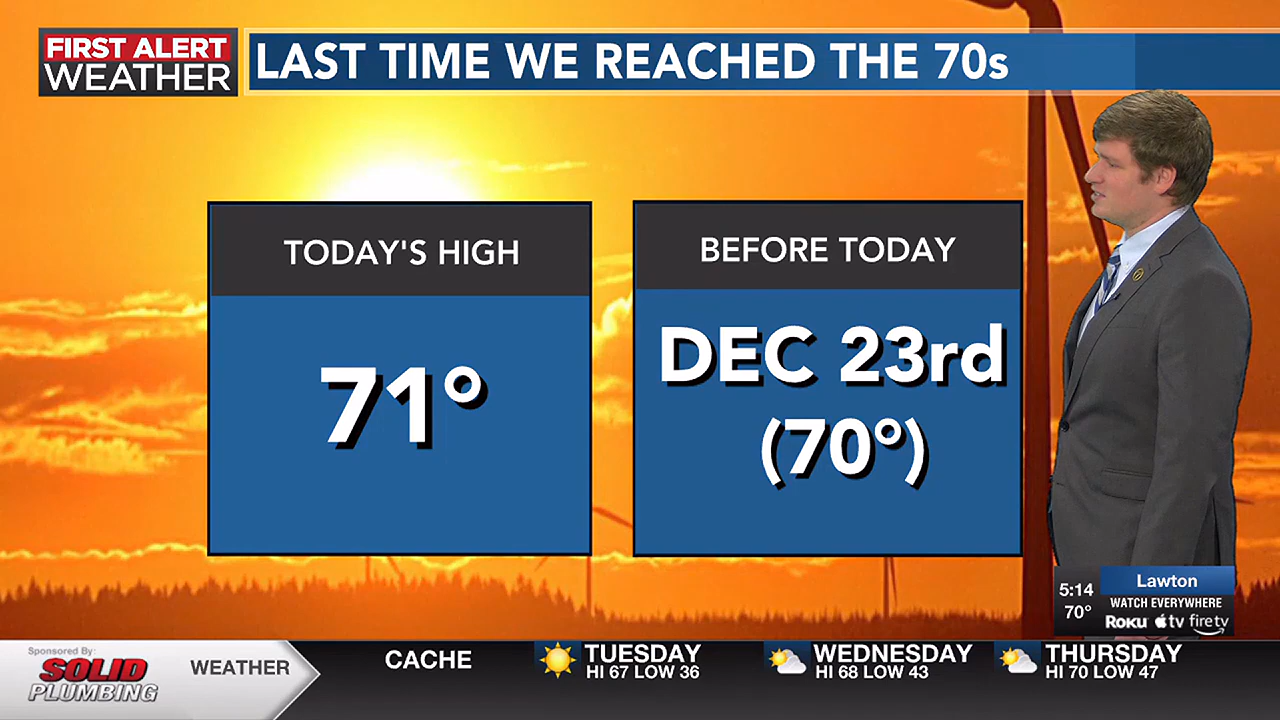 FIRST ALERT
WEATHER
LAST TIME WE REACHED THE 70s
TODAY'S HIGH
71°
BEFORE TODAY
DEC 23rd
(70°)
5:14
70°
Lawton
WATCH EVERYWHERE
ROKU tv firetv
Sponsored By:
SOLID
PLUMBING
WEATHER
CACHE
TUESDAY
HI 67 LOW 36
WEDNESDAY
HI 68 LOW 43
THURSDAY
HI 70 LOW 47